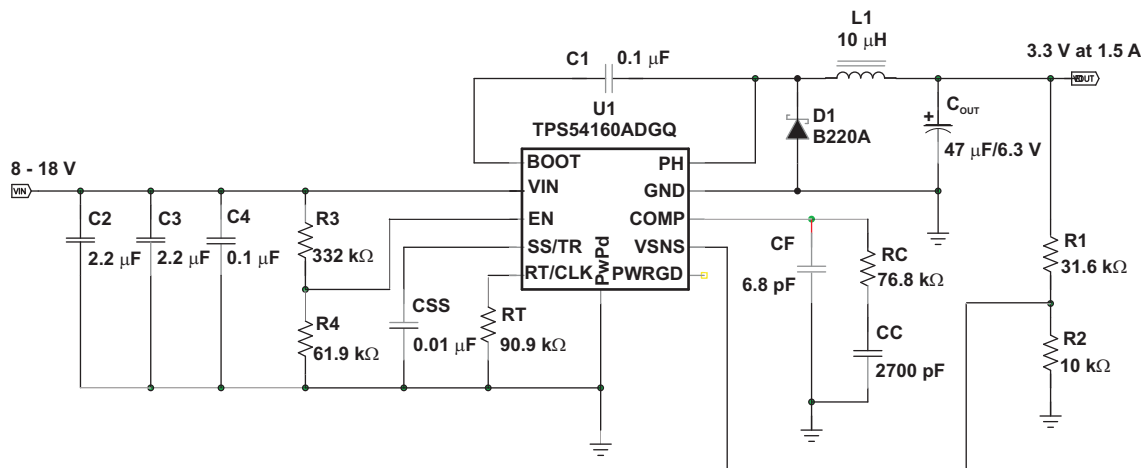 L1
10 μH
3.3 V at 1.5 A
C1
0.1 μF
U1
TPS54160ADGQ
D1
B220A
C_OUT
47 μF/6.3 V
8 - 18 V
VIN
BOOT
VIN
EN
SS/TR
RT/CLK
PwPd
PH
GND
COMP
VSNS
PWRGD
C2
2.2 μF
C3
2.2 μF
C4
0.1 μF
R3
332 kΩ
R4
61.9 kΩ
CSS
0.01 μF
RT
90.9 kΩ
CF
6.8 pF
RC
76.8 kΩ
CC
2700 pF
R1
31.6 kΩ
R2
10 kΩ